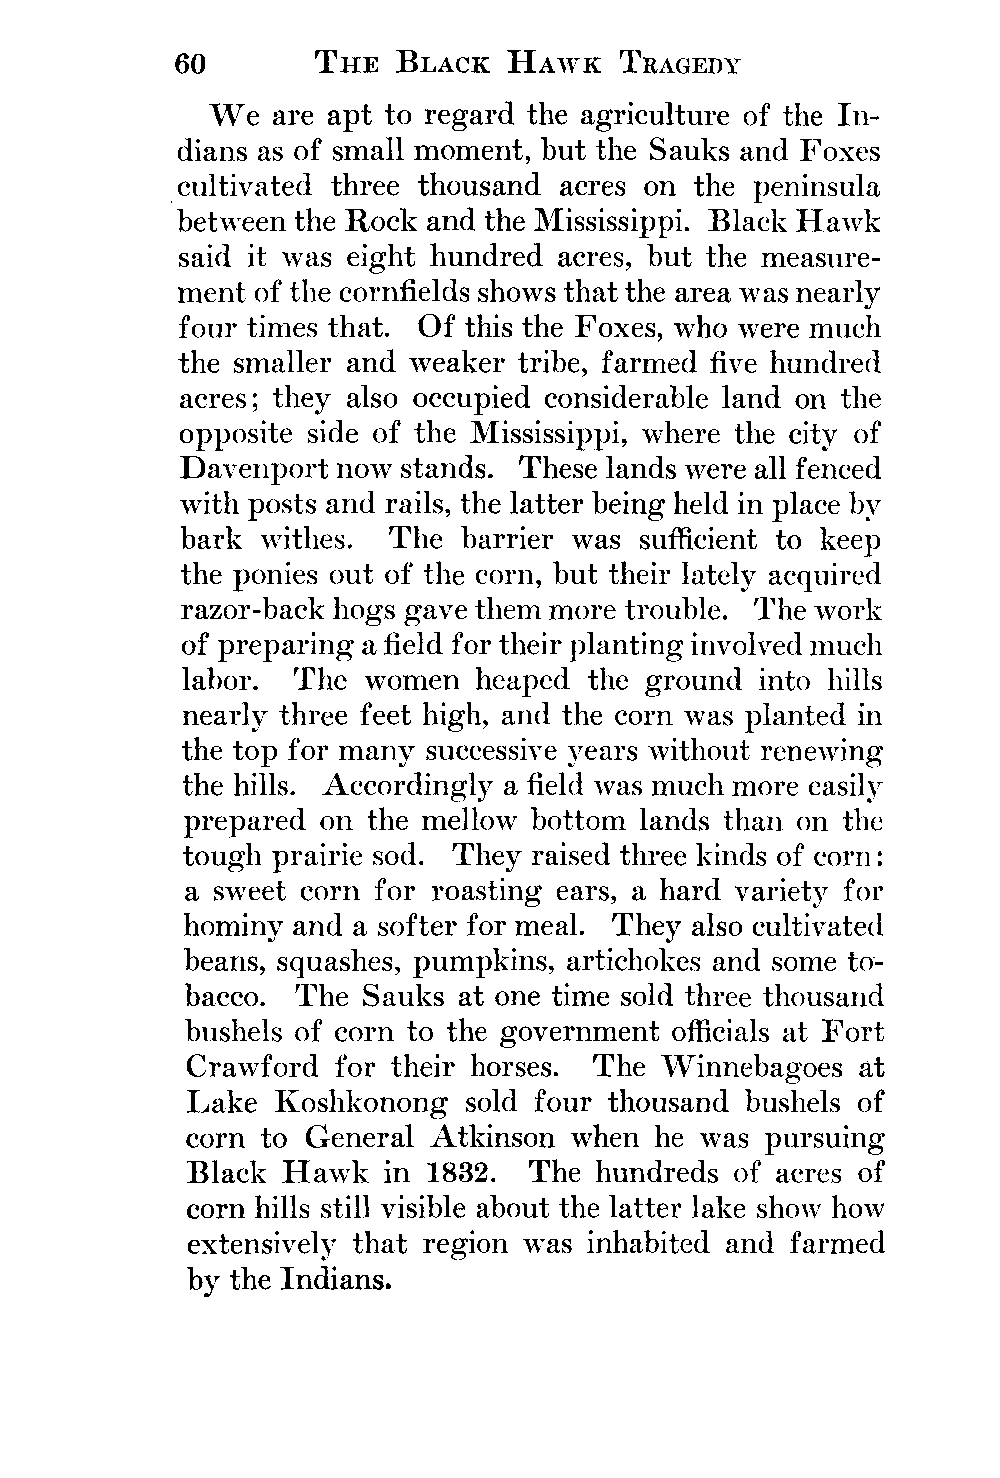 60 The Black Hawk Tragedy
We are apt to regard the agriculture of the In-
dians as of small moment, but the Sauks and Foxes
cultivated three thousand acres on the peninsula
between the Rock and the Mississippi. Black Hawk
said it was eight hundred acres, but the measure-
ment of the cornfields shows that the area was nearly
four times that. Of this the Foxes, who were much
the smaller and weaker tribe, farmed five hundred
acres; they also occupied considerable land on the
opposite side of the Mississippi, where the city of
Davenport now stands. These lands were all fenced
with posts and rails, the latter being held in place by
bark withes. The barrier was sufficient to keep
the ponies out of the corn, but their lately acquired
razor-back hogs gave them more trouble. The work
of preparing a field for their planting involved much
labor. The women heaped the ground into hills
nearly three feet high, and the corn was planted in
the top for many successive years without renewing
the hills. Accordingly a field was much more easily
prepared on the mellow bottom lands than on the
tough prairie sod. They raised three kinds of corn:
a sweet corn for roasting ears, a hard variety for
hominy and a softer for meal. They also cultivated
beans, squashes, pumpkins, artichokes and some to-
bacco. The Sauks at one time sold three thousand
bushels of corn to the government officials at Fort
Crawford for their horses. The Winnebagoes at
Lake Koshkonong sold four thousand bushels of
corn to General Atkinson when he was pursuing
Black Hawk in 1832. The hundreds of acres of
corn hills still visible about the latter lake show how
extensively that region was inhabited and farmed
by the Indians.